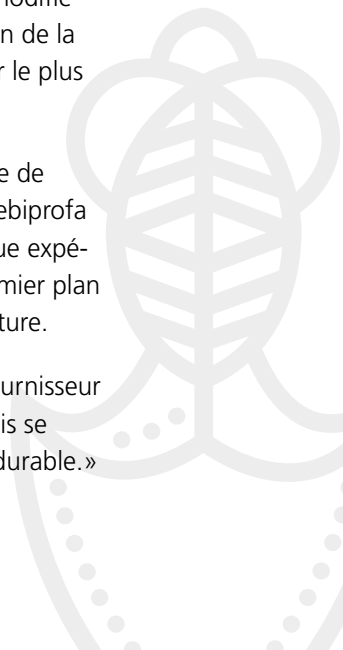 n de la
r le plus
e de
ebiprofa
ue expé-
mier plan
ture.
urnisseur
is se
durable.»